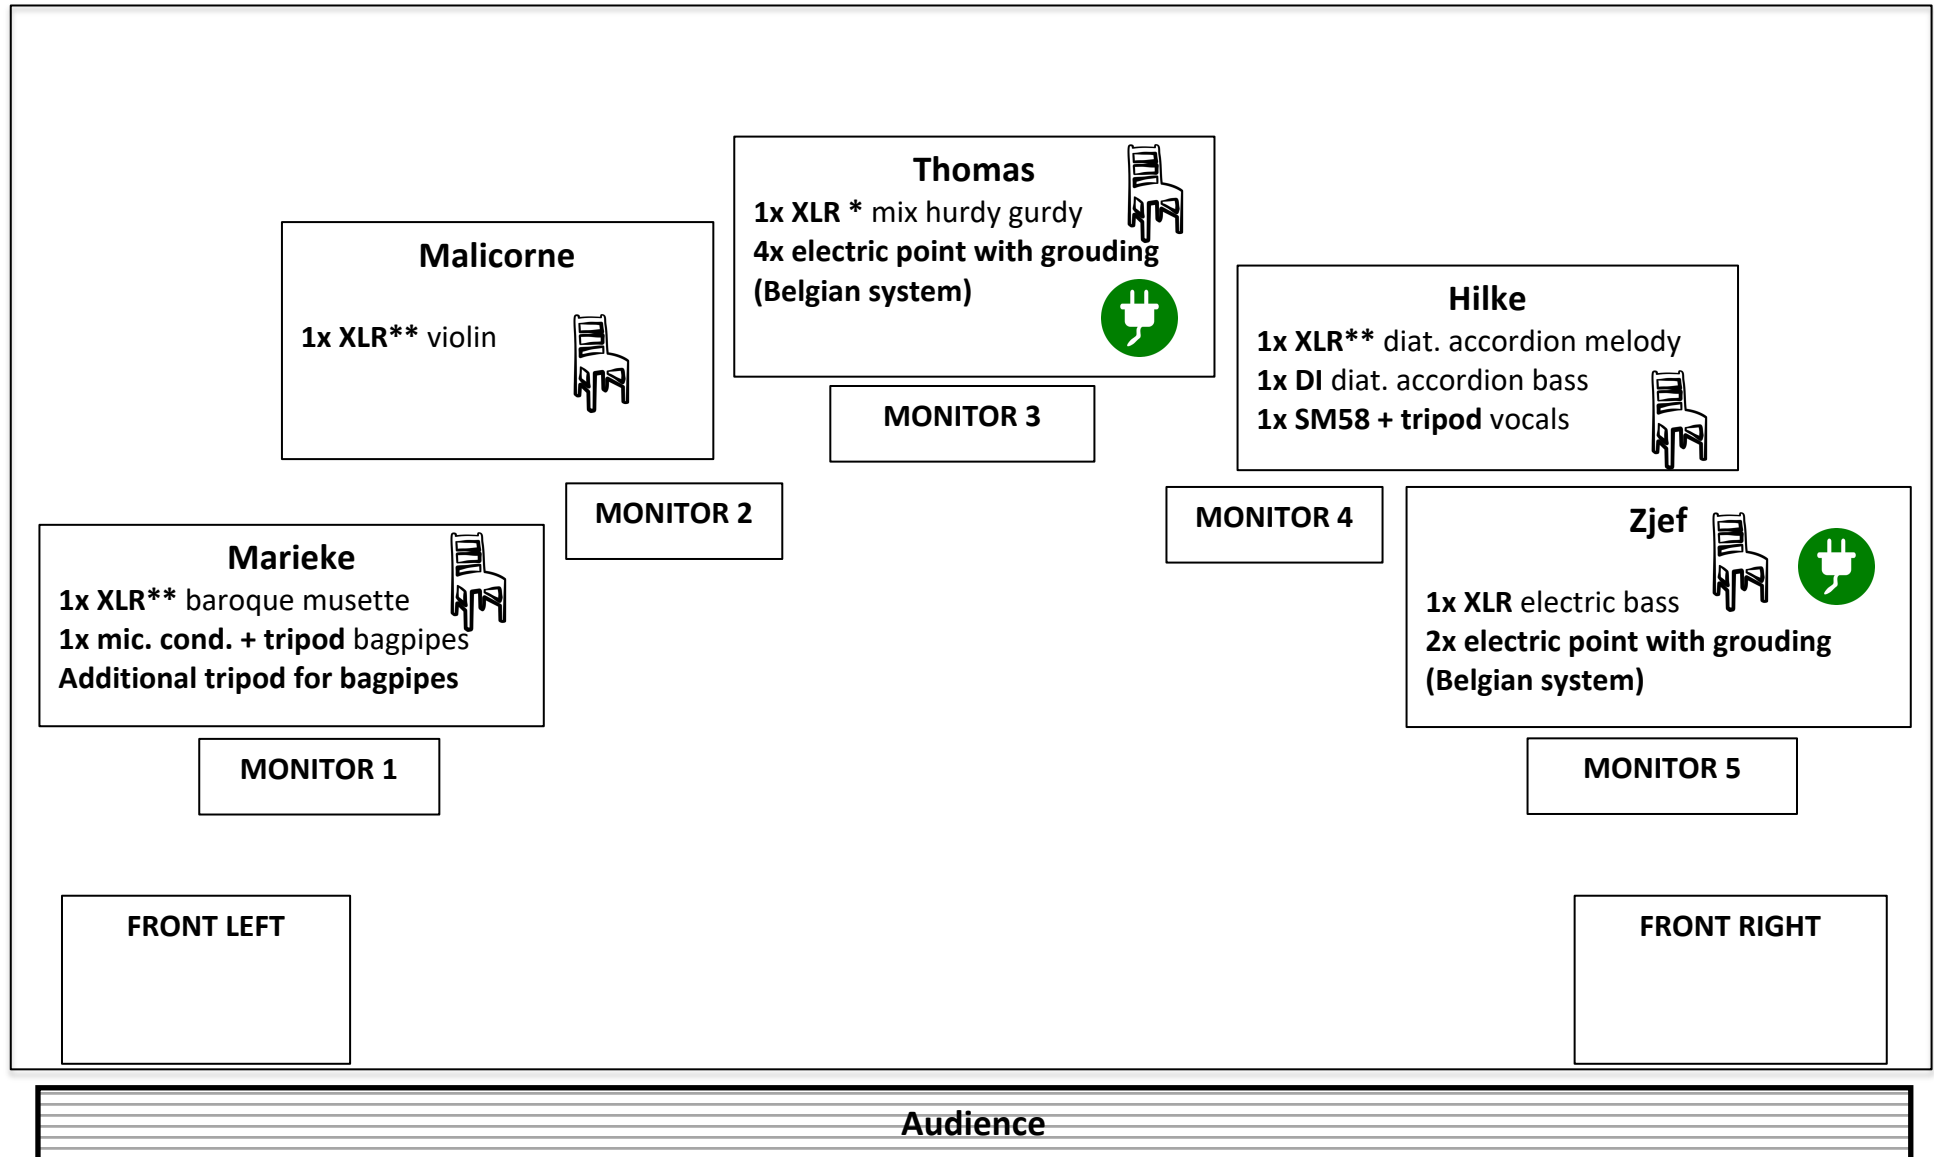 Thomas
1x XLR * mix hurdy gurdy
4x electric point with grouding
(Belgian system)
Malicorne
1x XLR** violin
Hilke
1x XLR** diat. accordion melody
1x DI diat. accordion bass
1x SM58 + tripod vocals
MONITOR 3
MONITOR 2
MONITOR 4
Marieke
1x XLR** baroque musette
1x mic. cond. + tripod bagpipes
Additional tripod for bagpipes
Zjef
1x XLR electric bass
2x electric point with grouding
(Belgian system)
MONITOR 1
MONITOR 5
FRONT LEFT
FRONT RIGHT
Audience